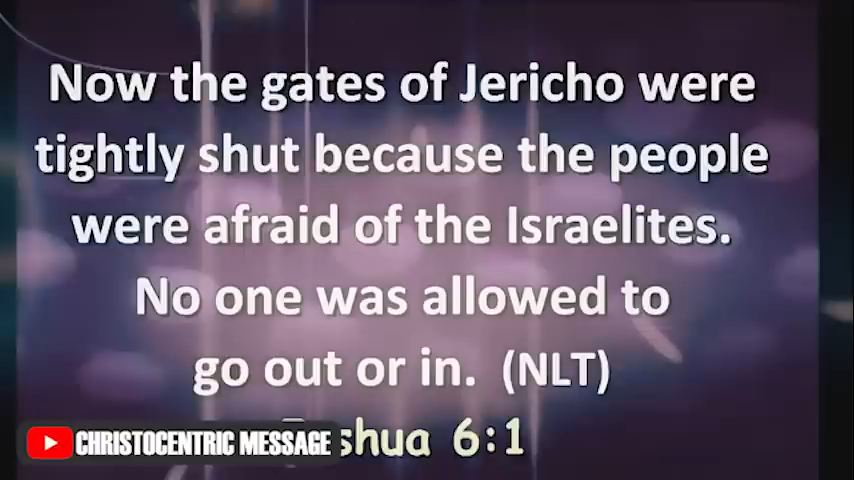 Now the gates of Jericho were
tightly shut because the people
were afraid of the Israelites.
No one was allowed to
go out or in. (NLT)
6:1
CHRISTOCENTRIC MESSAGE